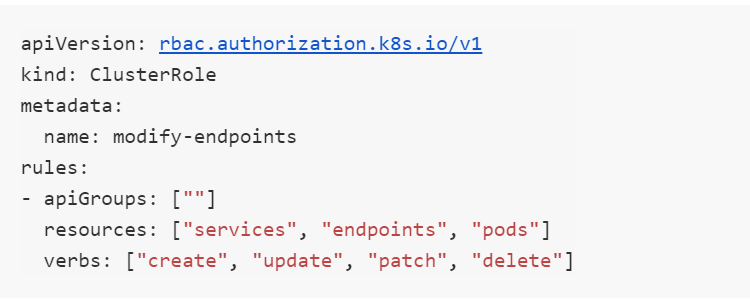 apiVersion: rbac.authorization.k8s.io/v1
kind: ClusterRole
metadata:
  name: modify-endpoints
rules:
- apiGroups: [""]
  resources: ["services", "endpoints", "pods"]
  verbs: ["create", "update", "patch", "delete"]